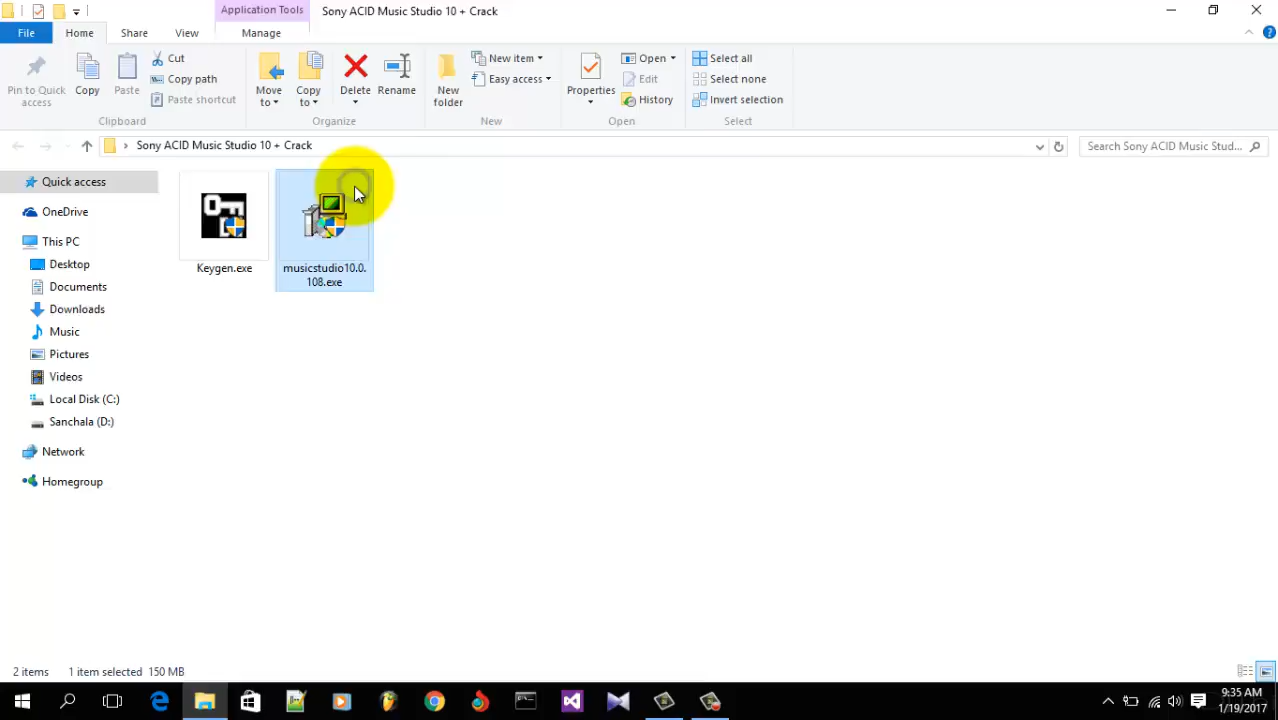 Application Tools
Sony ACID Music Studio 10 + Crack
File
Home
Share
View
Manage
Pin to Quick access
Copy
Paste
Cut
Copy path
Paste shortcut
Clipboard
Move to
Copy to
Delete
Rename
Organize
New folder
New item
Easy access
New
Properties
Open
Edit
History
Open
Select all
Select none
Invert selection
Select
Sony ACID Music Studio 10 + Crack
Search Sony ACID Music Stud...
Quick access
OneDrive
This PC
Desktop
Documents
Downloads
Music
Pictures
Videos
Local Disk (C:)
Sanchala (D:)
Network
Homegroup
Keygen.exe
musicstudio10.0.
108.exe
2 items
1 item selected 150 MB
9:35 AM
1/19/2017